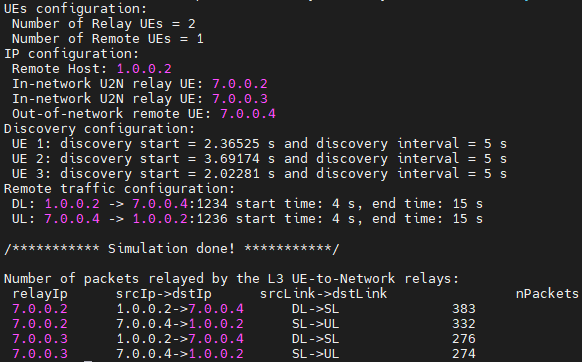 UEs configuration:
Number of Relay UEs = 2
Number of Remote UEs = 1
IP configuration:
Remote Host: 1.0.0.2
In-network U2N relay UE: 7.0.0.2
In-network U2N relay UE: 7.0.0.3
Out-of-network remote UE: 7.0.0.4
Discovery configuration:
UE 1: discovery start = 2.36525 s and discovery interval = 5 s
UE 2: discovery start = 3.69174 s and discovery interval = 5 s
UE 3: discovery start = 2.02281 s and discovery interval = 5 s
Remote traffic configuration:
DL: 1.0.0.2 -> 7.0.0.4:1234 start time: 4 s, end time: 15 s
UL: 7.0.0.4 -> 1.0.0.2:1236 start time: 4 s, end time: 15 s
/*********** Simulation done! ***********/
Number of packets relayed by the L3 UE-to-Network relays:
relayIp srcIp->dstIp srcLink->dstLink nPackets
7.0.0.2 1.0.0.2->7.0.0.4 DL->SL 383
7.0.0.2 7.0.0.4->1.0.0.2 SL->UL 332
7.0.0.3 1.0.0.2->7.0.0.4 DL->SL 276
7.0.0.3 7.0.0.4->1.0.0.2 SL->UL 274